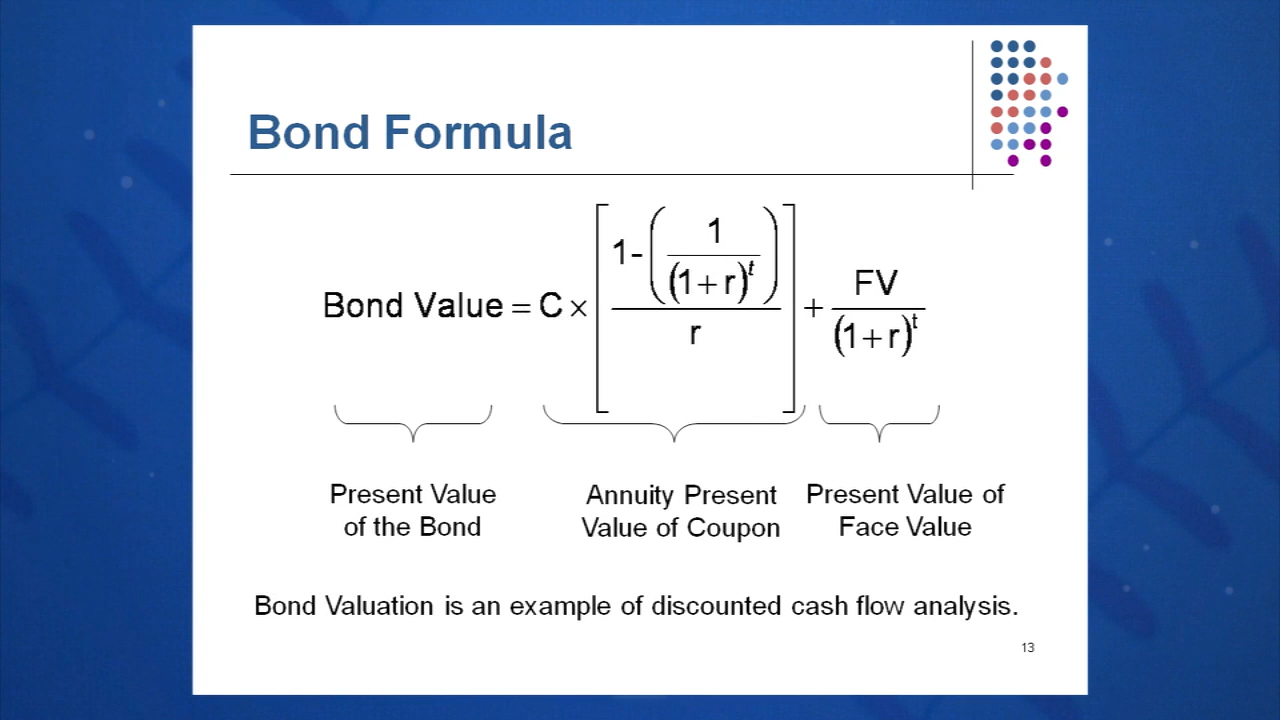 Bond Formula
Bond Value = C × [ 1- ( 1 / (1 + r)^t ) / r ] + FV / (1 + r)^t
Present Value
of the Bond
Annuity Present
Value of Coupon
Present Value of
Face Value
Bond Valuation is an example of discounted cash flow analysis.
13